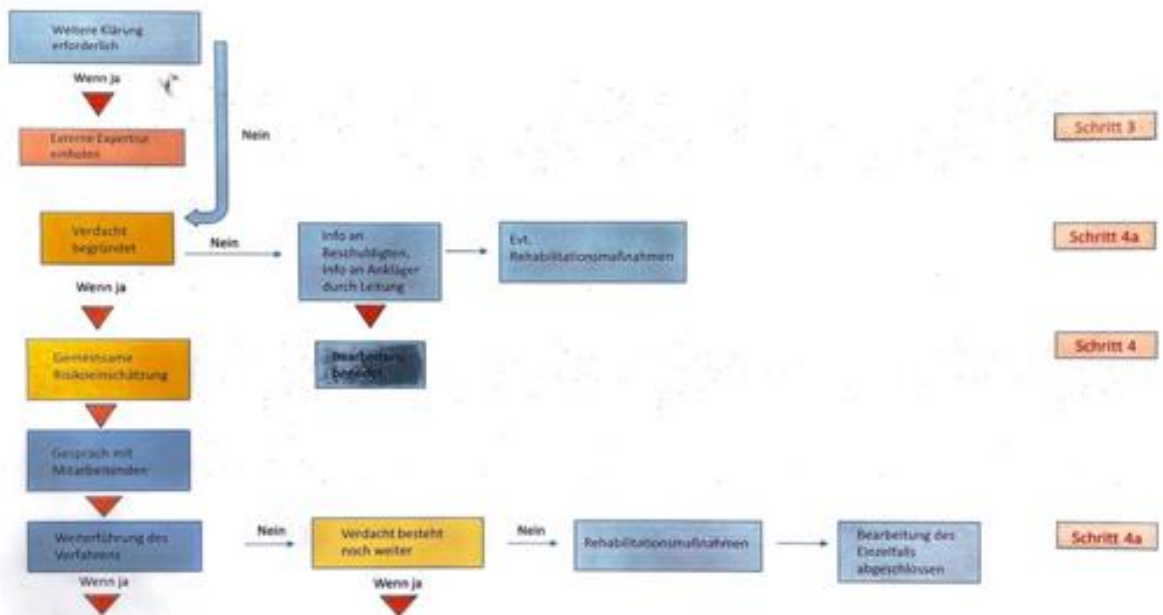 Weitere Klärung
erforderlich
Wenn ja
Nein
Externe Expertise
einholen
Schritt 3
Verdacht
begründet
Nein
Info an
Beschuldigten,
Info an Ankläger
durch Leitung
Evt.
Rehabilitationsmaßnahmen
Schritt 4a
Wenn ja
Gemeinsame
Risikoeinschätzung
Bearbeitung
beendet
Schritt 4
Gespräch mit
Mitarbeitenden
Weiterführung des
Verfahrens
Nein
Verdacht besteht
noch weiter
Nein
Rehabilitationsmaßnahmen
Bearbeitung des
Einzelfalls
abgeschlossen
Schritt 4a
Wenn ja
Wenn ja